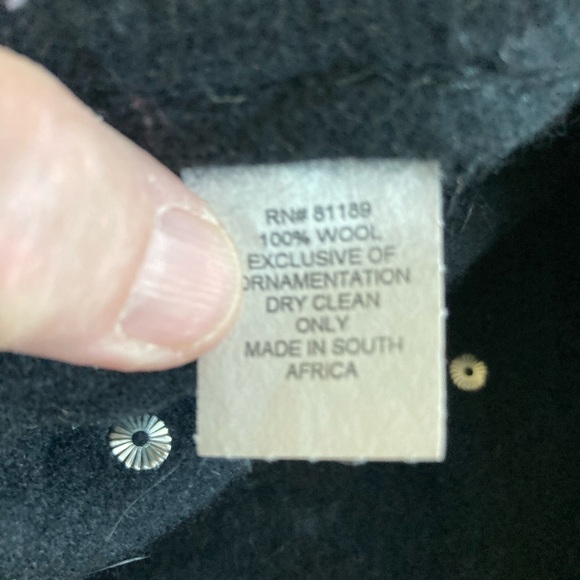 RN# 81189
100% WOOL
EXCLUSIVE OF
ORNAMENTATION
DRY CLEAN
ONLY
MADE IN SOUTH
AFRICA